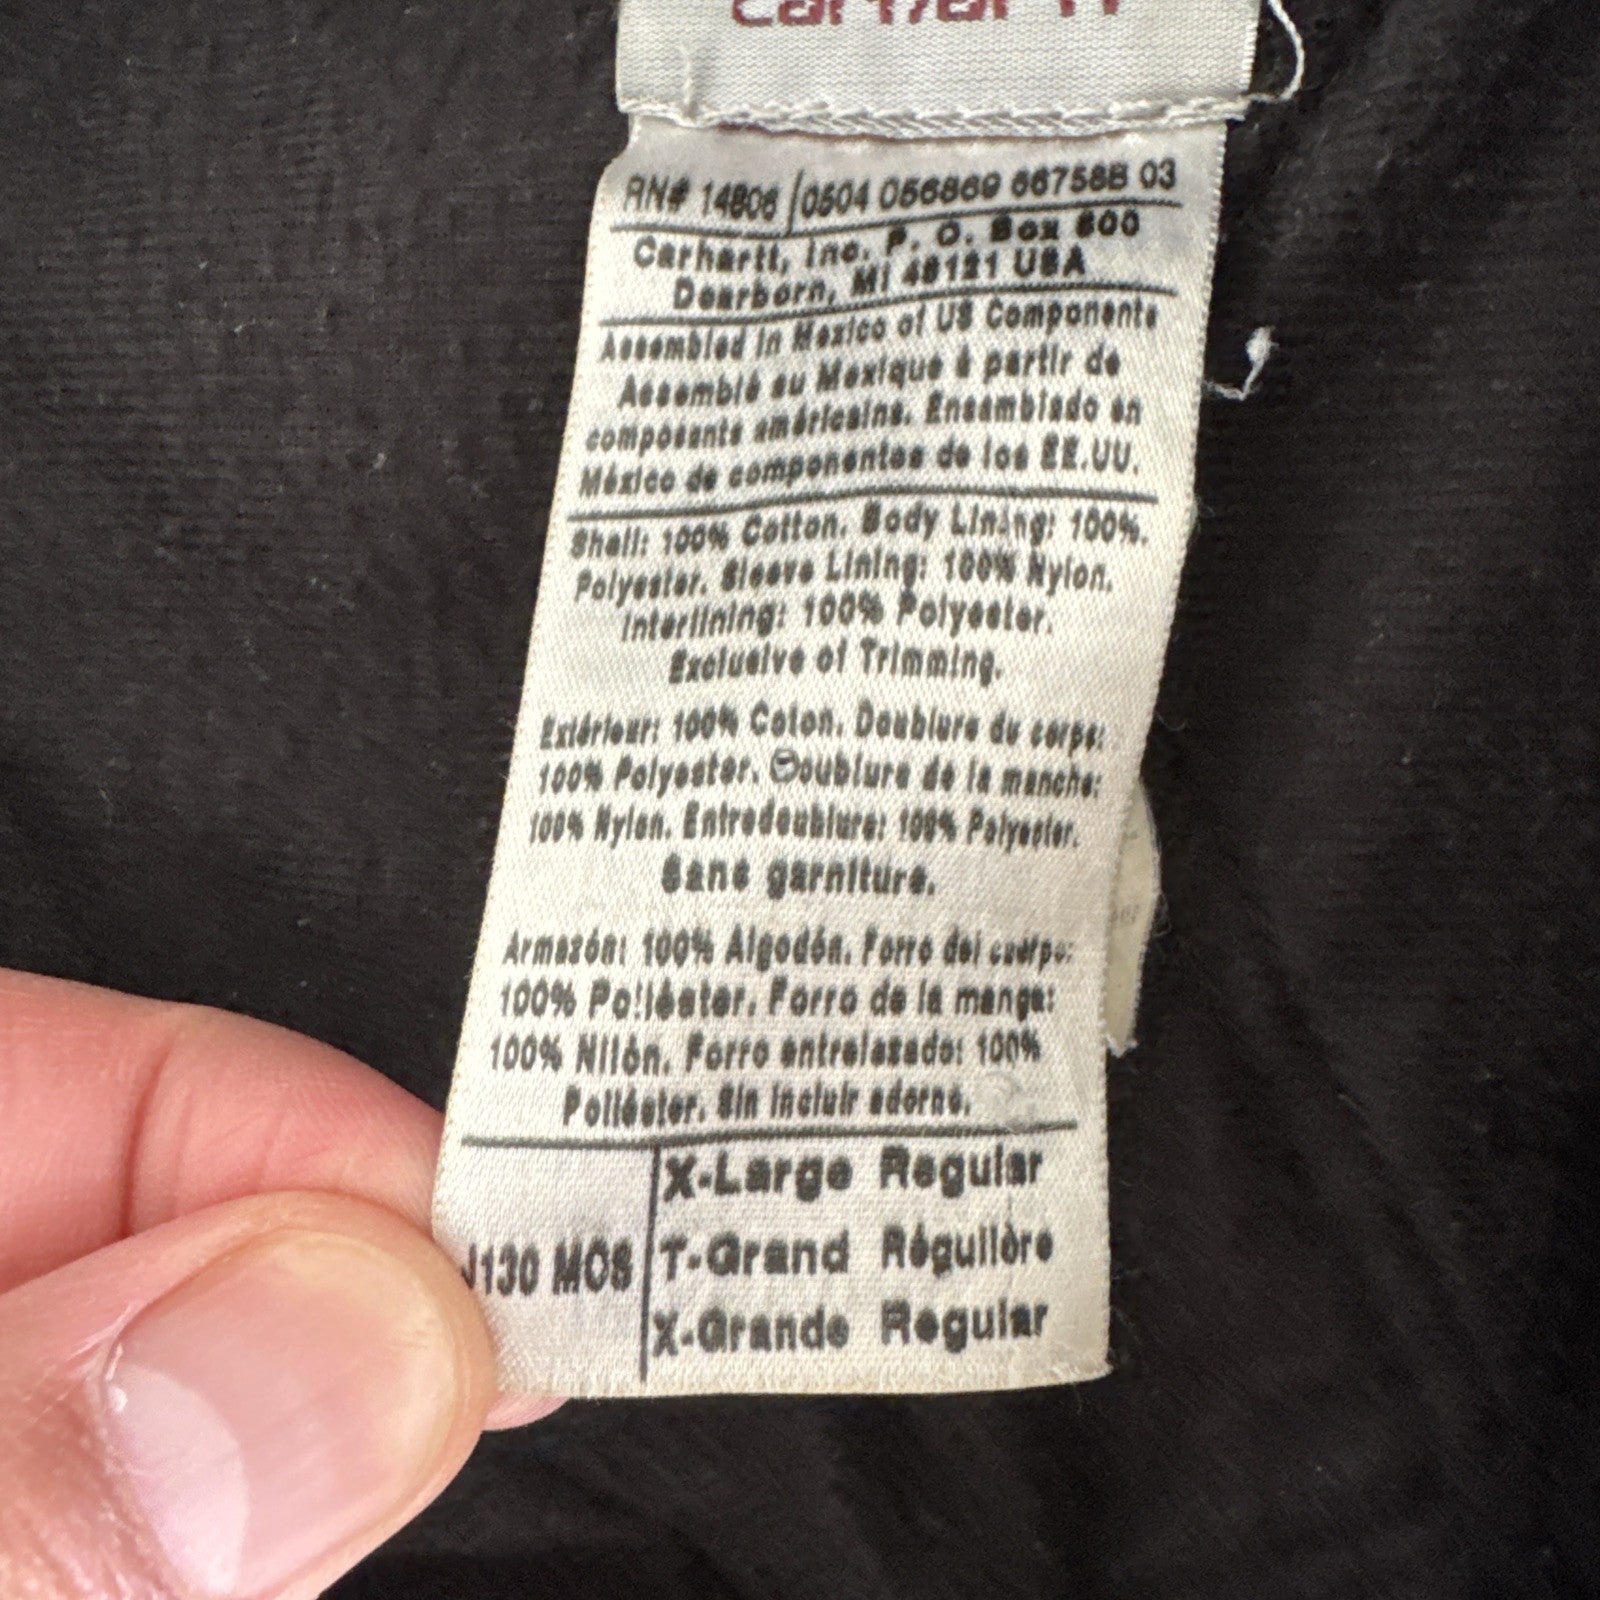 carhartt
RN# 14806 /0504 056869 66758B 03
Carhartt, Inc. P. O. Box 600
Dearborn, MI 48121 USA
Assembled in Mexico of US Components
Assemblé au Mexique à partir de
composants américains. Ensamblado en
México de componentes de los EE.UU.
Shell: 100% Cotton. Body Lining: 100%.
Polyester. Sleeve Lining: 100% Nylon.
Interlining: 100% Polyester.
Exclusive of Trimming.
Extérieur: 100% Coton. Doublure du corps:
100% Polyester. Doublure de la manche:
100% Nylon. Entredoublure: 100% Polyester.
Sans garniture.
Armazón: 100% Algodón. Forro del cuerpo:
100% Poliéster. Forro de la manga:
100% Nilón. Forro entrelazado: 100%
Poliéster. Sin incluir adorno.
J130 MOS
X-Large Regular
T-Grand Régulière
X-Grande Regular